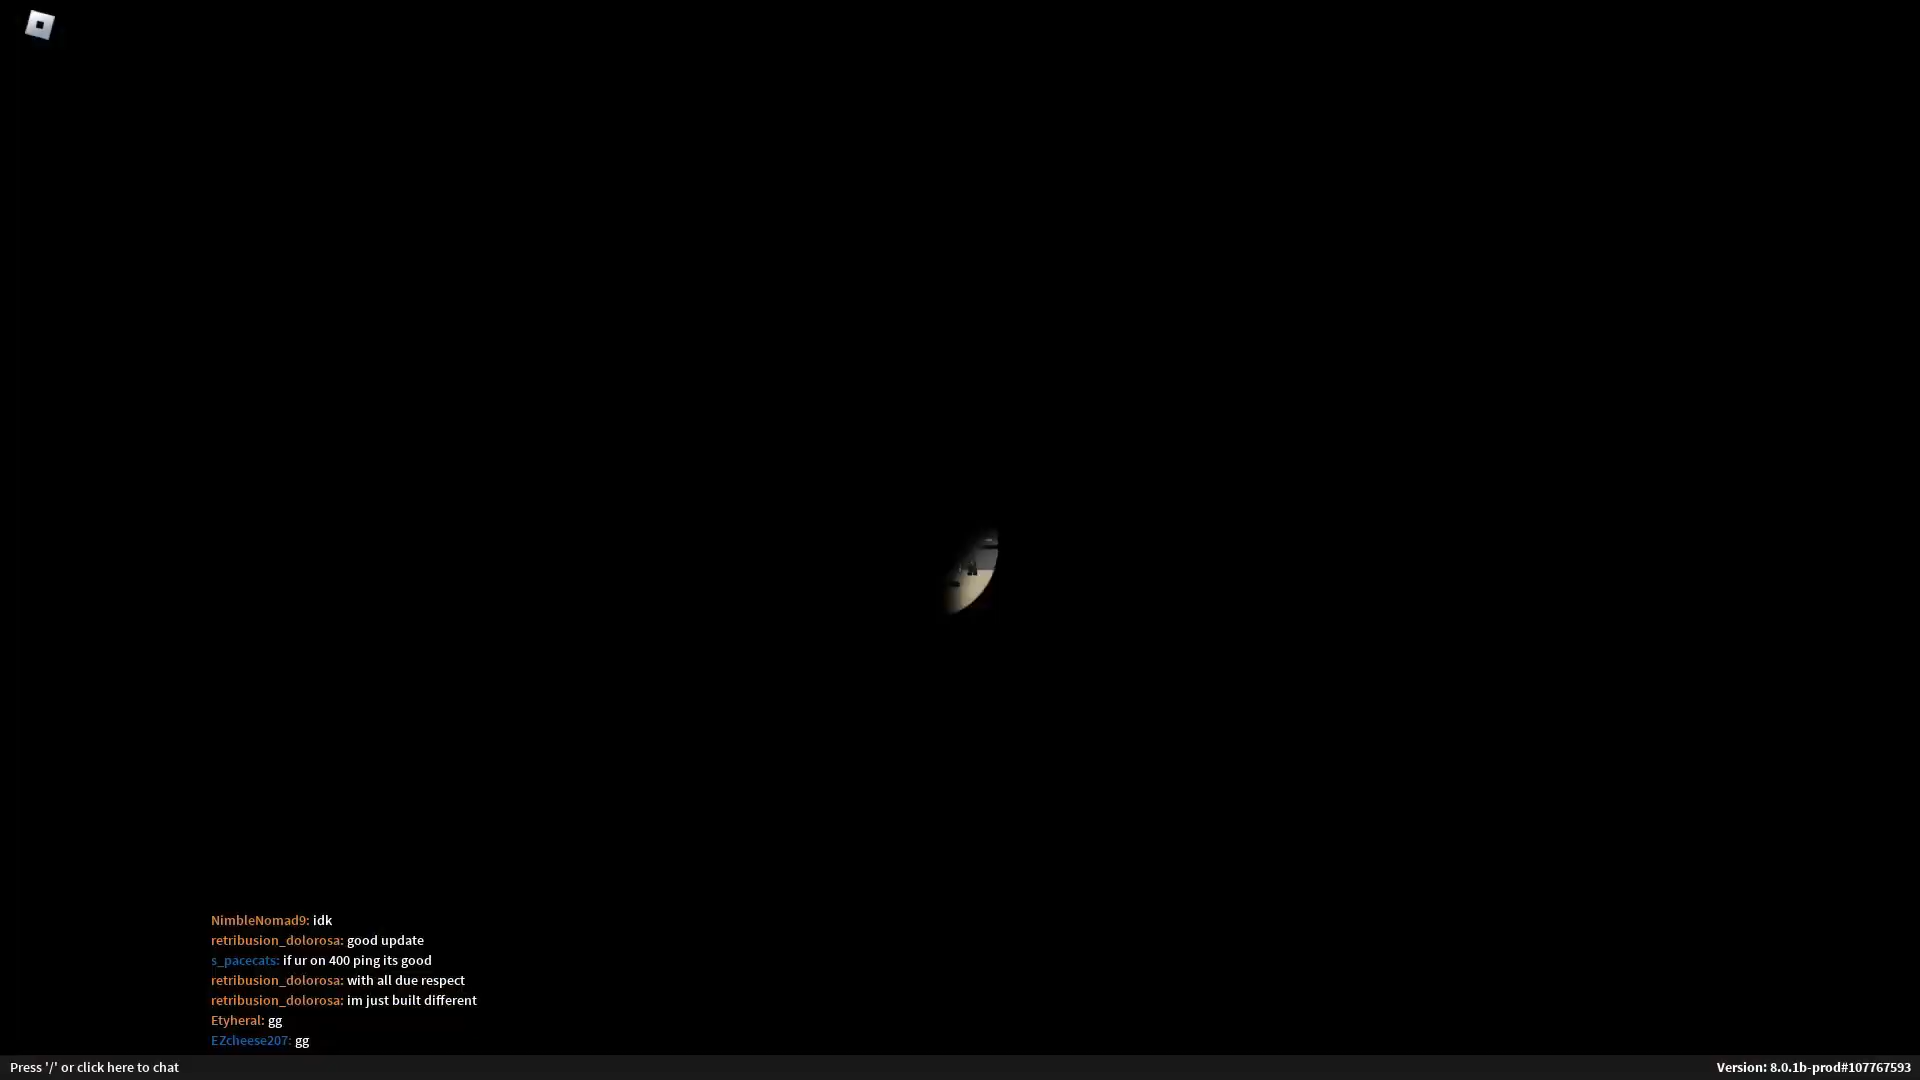 NimbleNomad9: idk
retribusion_dolorosa: good update
s_pacecats: if ur on 400 ping its good
retribusion_dolorosa: with all due respect
retribusion_dolorosa: im just built different
Etyheral: gg
EZcheese207: gg
Press '/' or click here to chat
Version: 8.0.1b-prod#107767593